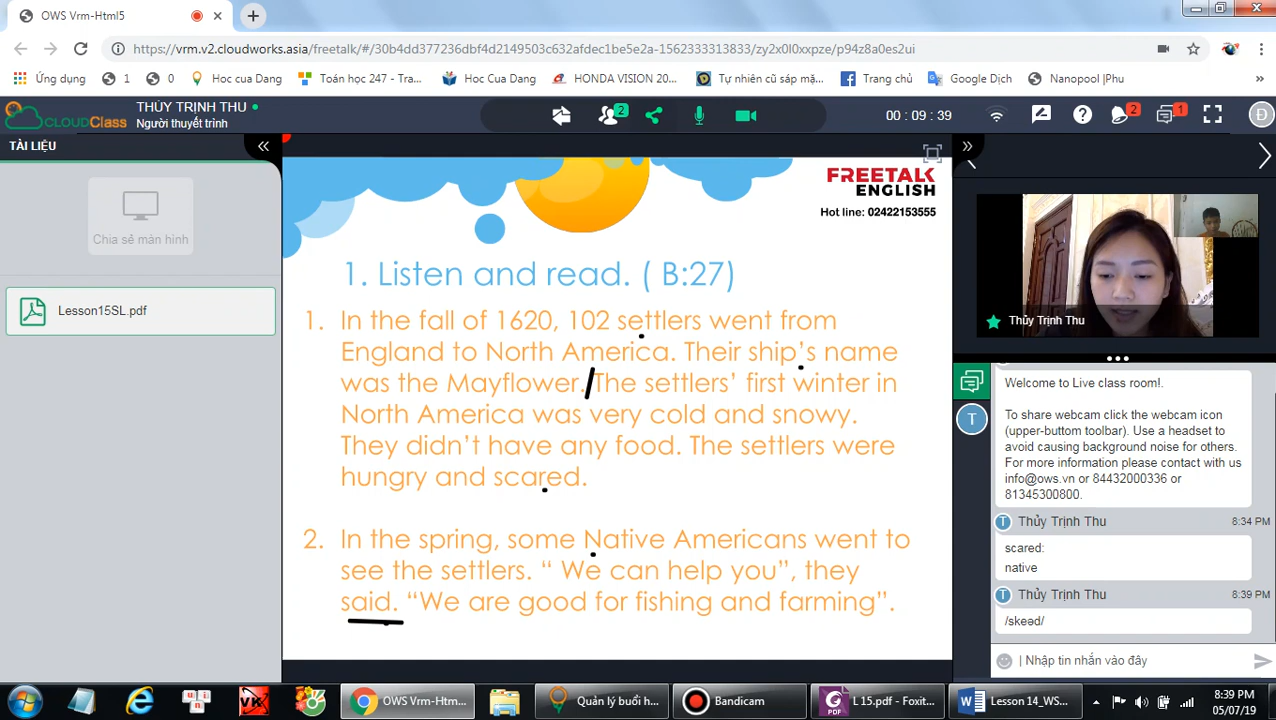 OWS Vrm-Html5
https://vrm.v2.cloudworks.asia/freetalk/#/30b4dd377236dbf4d2149503c632afdec1be5e2a-1562333313833/zy2x0l0xxpze/p94z8a0es2ui
Ứng dụng 1 0 Hoc cua Dang Toán học 247 - Tra... Học Cua Dang HONDA VISION 20... Tự nhiên cũ sáp mặ... Trang chủ Google Dịch Nanopool |Phu »
CLOUDClass
THỦY TRỊNH THU
Người thuyết trình
2
00 : 09 : 39
2
1
Đ
TÀI LIỆU
Chia sẻ màn hình
Lesson15SL.pdf
FREETALK
ENGLISH
Hot line: 02422153555
1. Listen and read. ( B:27)
1. In the fall of 1620, 102 settlers went from
England to North America. Their ship's name
was the Mayflower. The settlers' first winter in
North America was very cold and snowy.
They didn't have any food. The settlers were
hungry and scared.
2. In the spring, some Native Americans went to
see the settlers. “ We can help you”, they
said. “We are good for fishing and farming”.
Thủy Trịnh Thu
Welcome to Live class room!.
To share webcam click the webcam icon
(upper-buttom toolbar). Use a headset to
avoid causing background noise for others.
For more information please contact with us
info@ows.vn or 84432000336 or
81345300800.
T Thủy Trịnh Thu 8:34 PM
scared:
native
T Thủy Trịnh Thu 8:39 PM
/skeəd/
Nhập tin nhắn vào đây
OWS Vrm-Htm... Quản lý buổi h... Bandicam L 15.pdf - Foxit... Lesson 14_WS...
8:39 PM
05/07/19